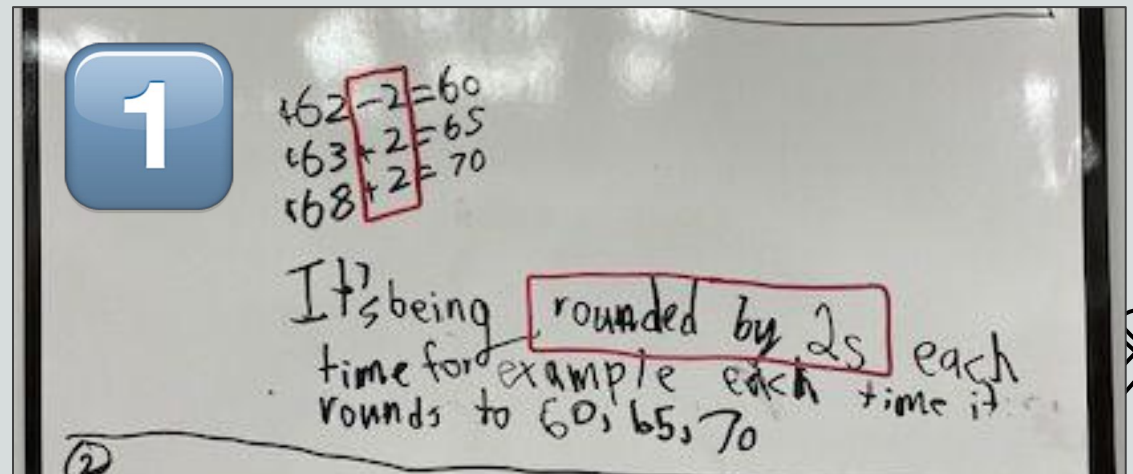 1
62 - 2 = 60
63 + 2 = 65
68 + 2 = 70
It's being rounded by 2s each
time for example each time it
rounds to 60, 65, 70
2